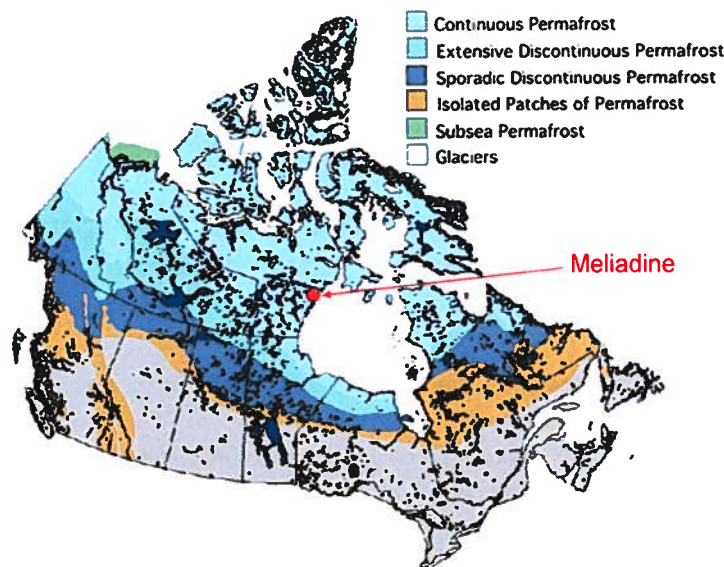 Continuous Permafrost
Extensive Discontinuous Permafrost
Sporadic Discontinuous Permafrost
Isolated Patches of Permafrost
Subsea Permafrost
Glaciers
Meliadine